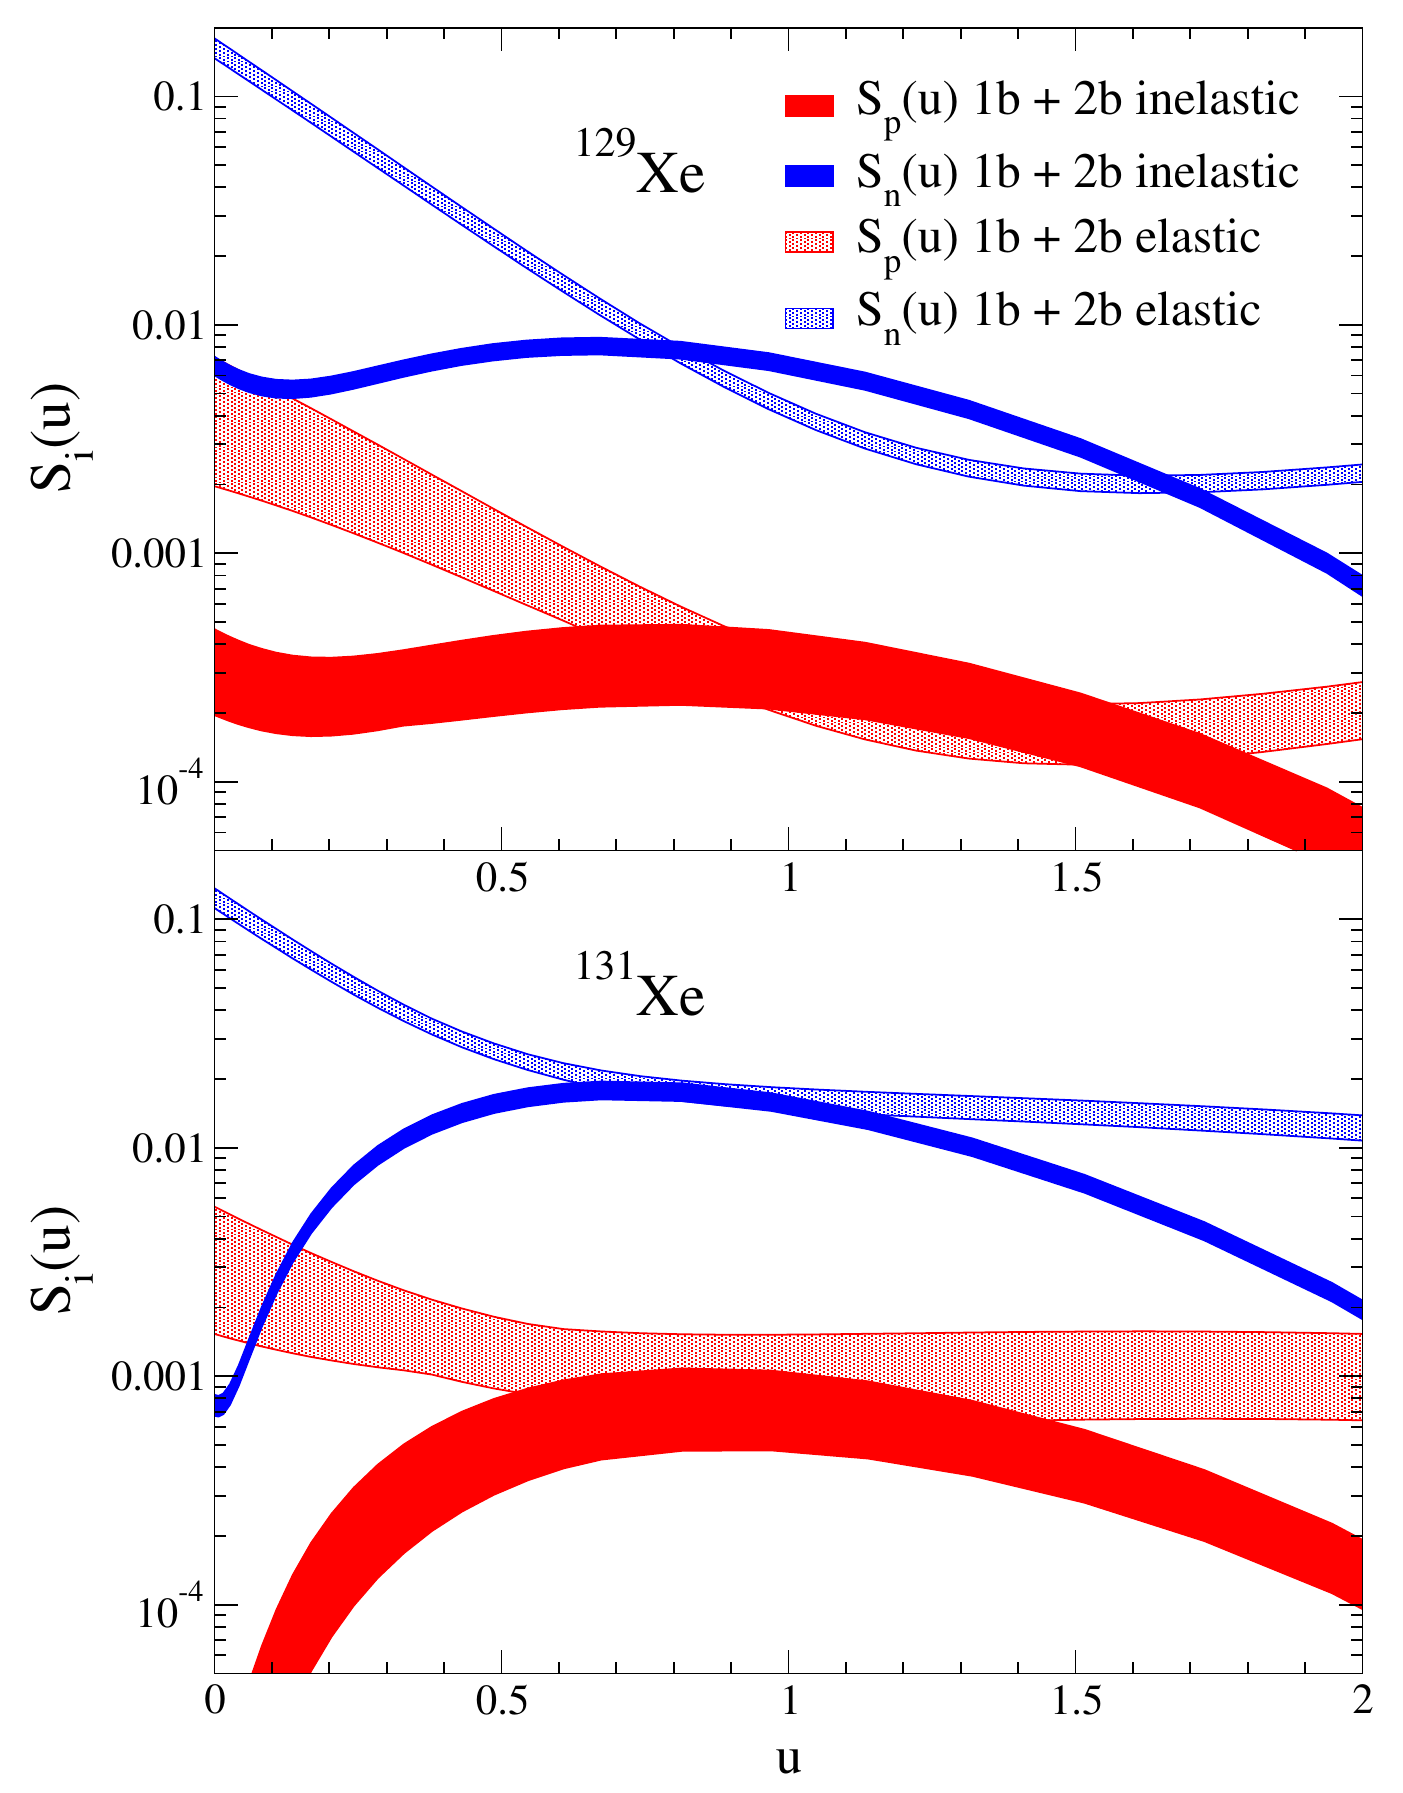 0.1
0.01
0.001
10^-4
S_i(u)
^129Xe
S_p(u) 1b + 2b inelastic
S_n(u) 1b + 2b inelastic
S_p(u) 1b + 2b elastic
S_n(u) 1b + 2b elastic
0.5 1 1.5
0.1
0.01
0.001
10^-4
S_i(u)
^131Xe
0 0.5 1 1.5 2
u